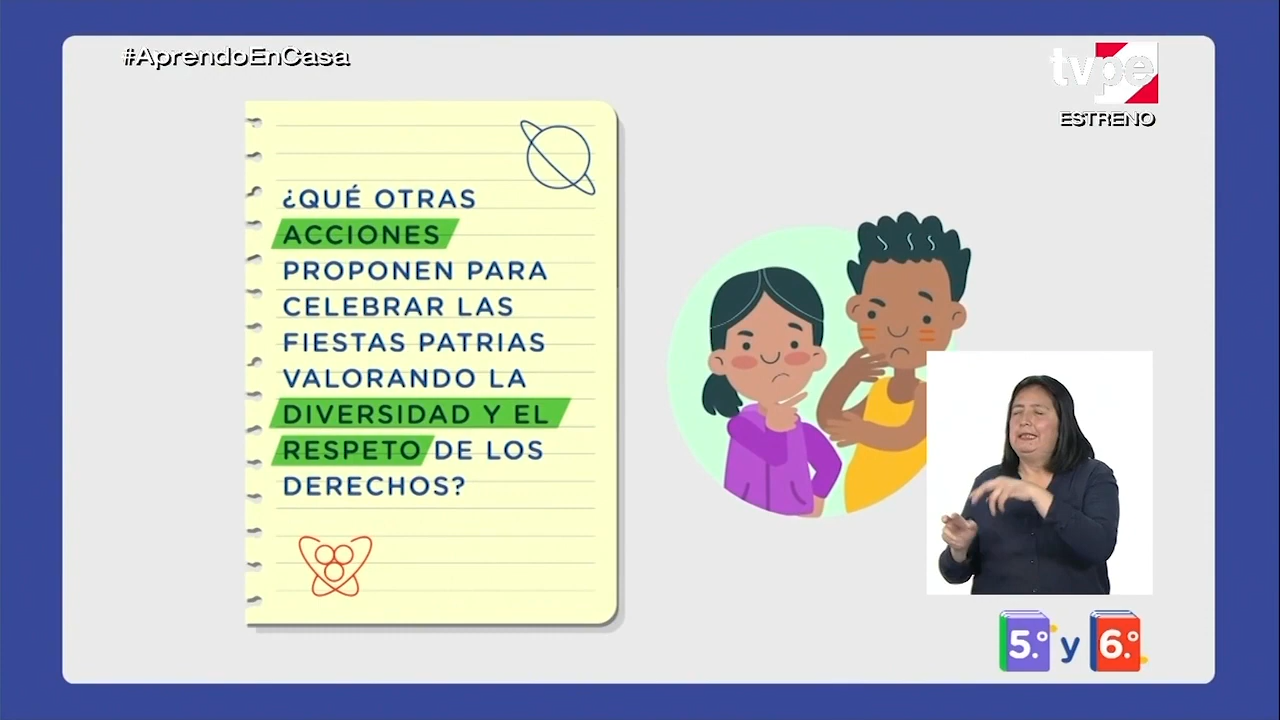 #AprendoEnCasa
tvpe
ESTRENO
¿QUÉ OTRAS
ACCIONES
PROPONEN PARA
CELEBRAR LAS
FIESTAS PATRIAS
VALORANDO LA
DIVERSIDAD Y EL
RESPETO DE LOS
DERECHOS?
5.° y 6.°